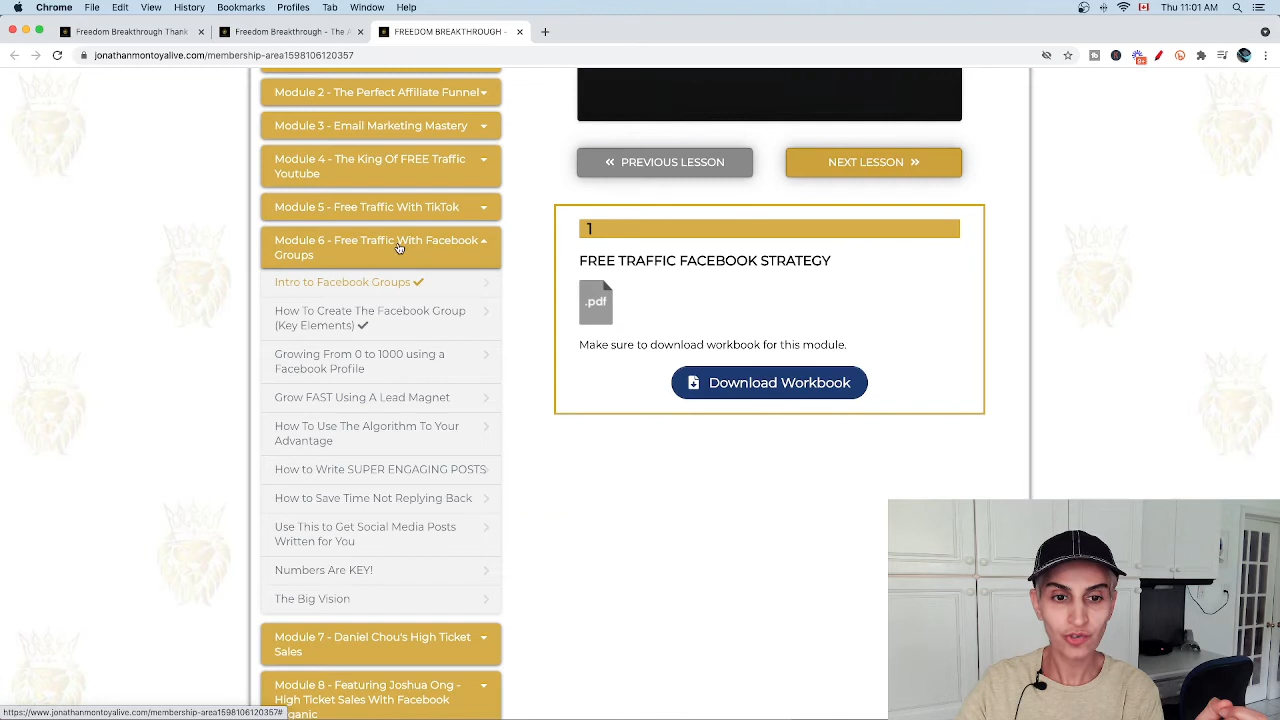 Chrome File Edit View History Bookmarks Profiles Tab Window Help
Thu 11:01 AM
Freedom Breakthrough Thank
Freedom Breakthrough - The A
FREEDOM BREAKTHROUGH -
jonathanmontoyalive.com/membership-area1598106120357
8+
Module 2 - The Perfect Affiliate Funnel
Module 3 - Email Marketing Mastery
Module 4 - The King Of FREE Traffic
Youtube
Module 5 - Free Traffic With TikTok
Module 6 - Free Traffic With Facebook
Groups
Intro to Facebook Groups
How To Create The Facebook Group
(Key Elements)
Growing From 0 to 1000 using a
Facebook Profile
Grow FAST Using A Lead Magnet
How To Use The Algorithm To Your
Advantage
How to Write SUPER ENGAGING POSTS
How to Save Time Not Replying Back
Use This to Get Social Media Posts
Written for You
Numbers Are KEY!
The Big Vision
Module 7 - Daniel Chou's High Ticket
Sales
Module 8 - Featuring Joshua Ong -
High Ticket Sales With Facebook
Organic
PREVIOUS LESSON
NEXT LESSON
1
FREE TRAFFIC FACEBOOK STRATEGY
.pdf
Make sure to download workbook for this module.
Download Workbook
https://www.jonathanmontoyalive.com/membership-area1598106120357#